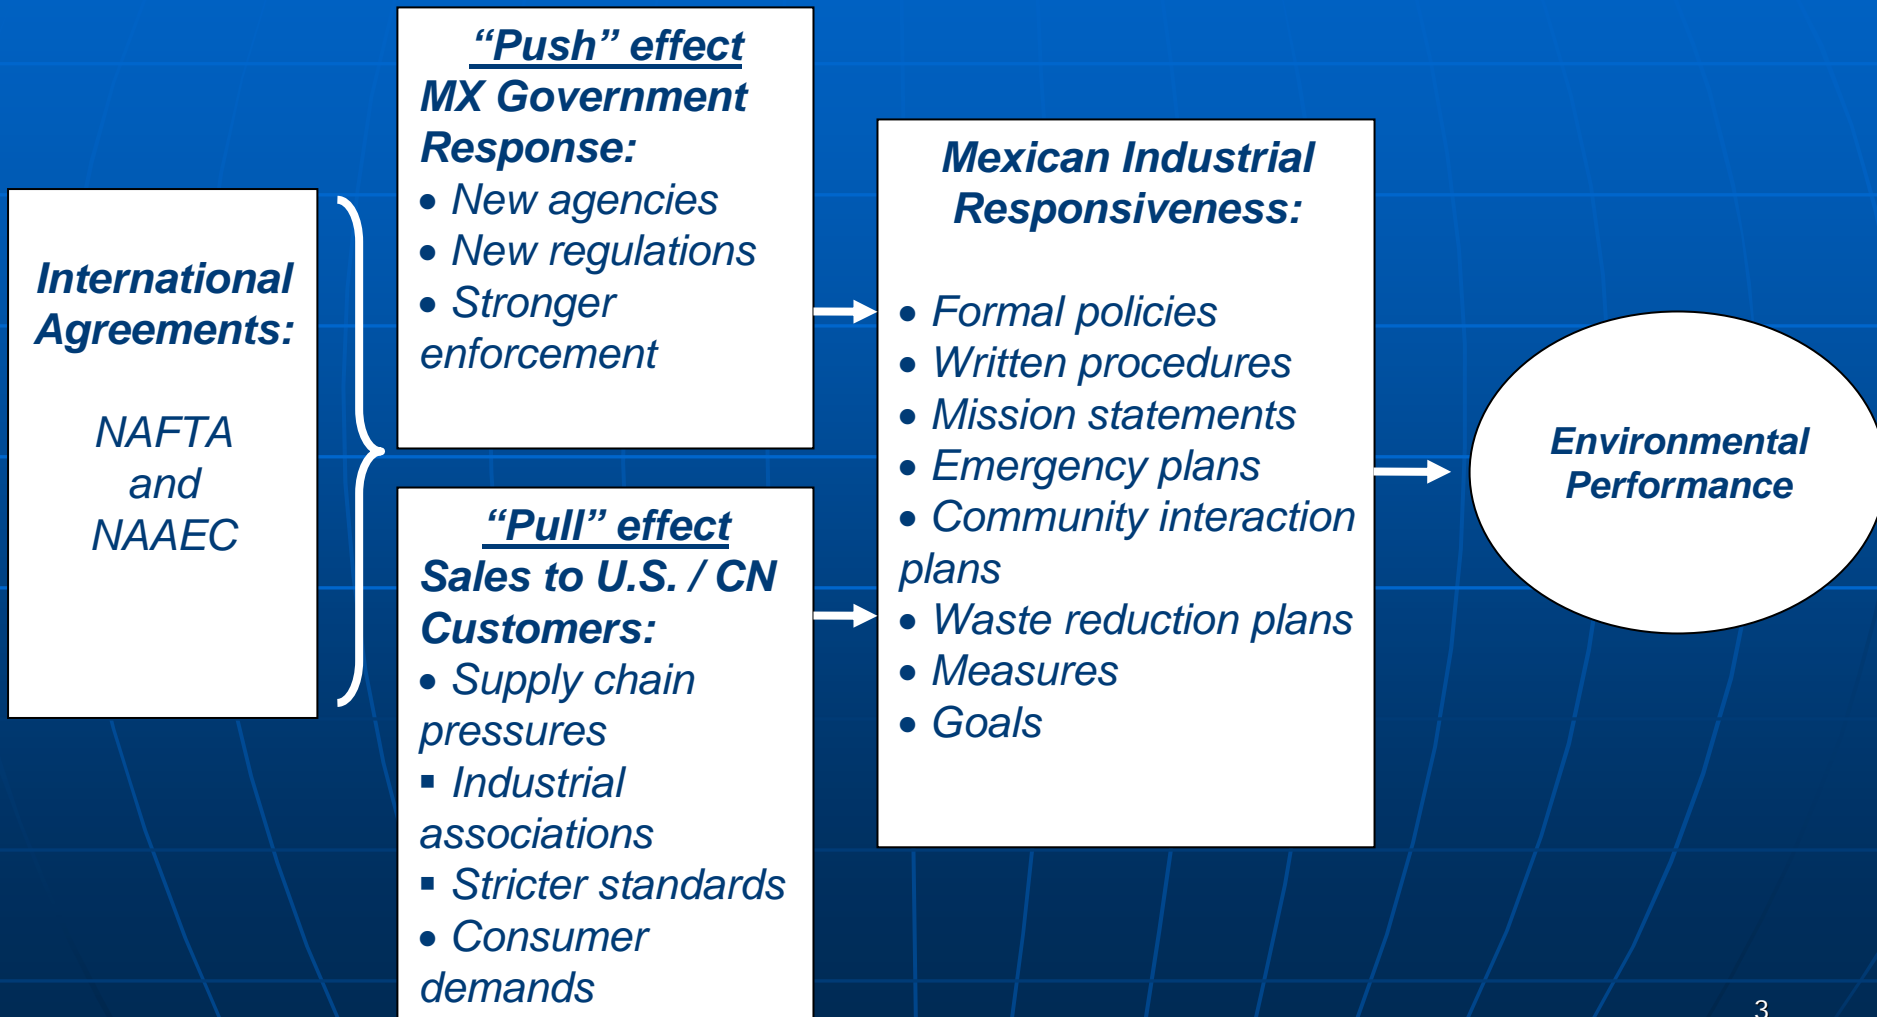 International
Agreements:
NAFTA
and
NAAEC
“Push” effect
MX Government
Response:
• New agencies
• New regulations
• Stronger
enforcement
“Pull” effect
Sales to U.S. / CN
Customers:
• Supply chain
pressures
▪ Industrial
associations
▪ Stricter standards
• Consumer
demands
Mexican Industrial
Responsiveness:
• Formal policies
• Written procedures
• Mission statements
• Emergency plans
• Community interaction
plans
• Waste reduction plans
• Measures
• Goals
Environmental
Performance
3